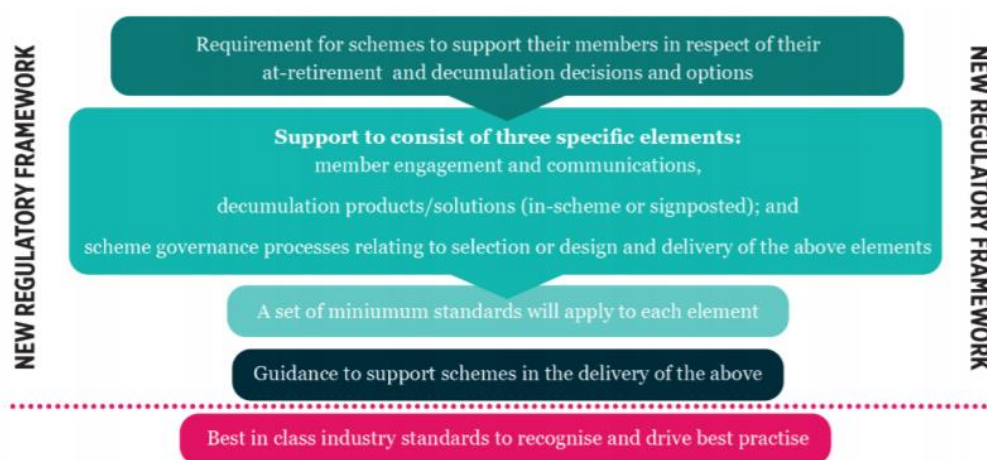 NEW REGULATORY FRAMEWORK
Requirement for schemes to support their members in respect of their
at-retirement and decumulation decisions and options
Support to consist of three specific elements:
member engagement and communications,
decumulation products/solutions (in-scheme or signposted); and
scheme governance processes relating to selection or design and delivery of the above elements
A set of miniumum standards will apply to each element
Guidance to support schemes in the delivery of the above
Best in class industry standards to recognise and drive best practise
NEW REGULATORY FRAMEWORK